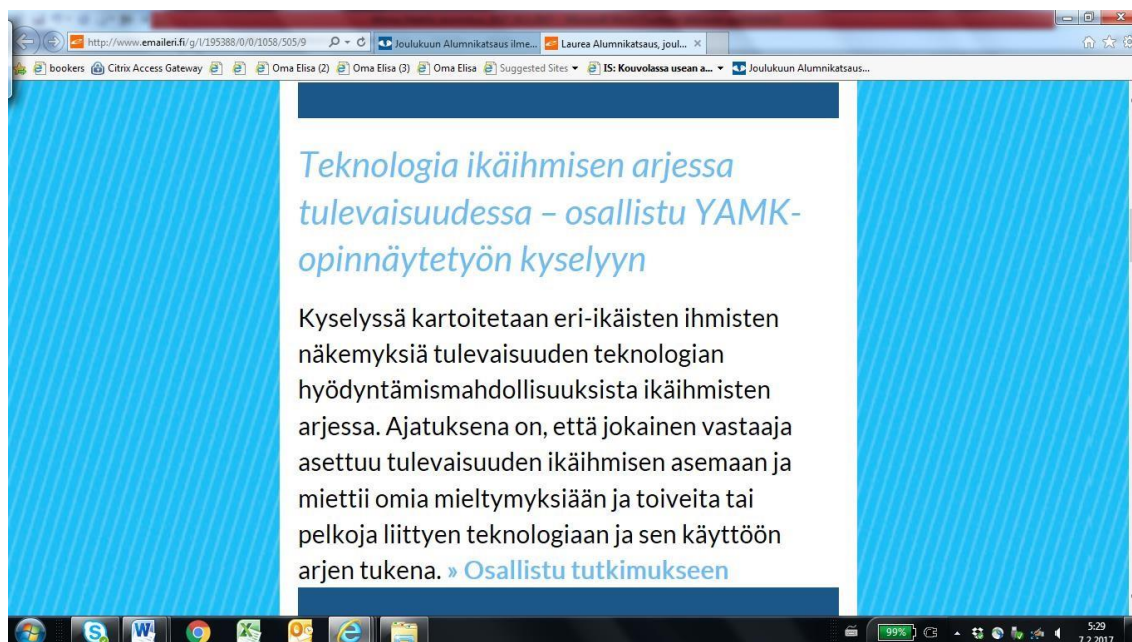 http://www.emaileri.fi/g/l/195388/0/0/1058/505/9
Joulukuun Alumnikatsaus ilme...
Laurea Alumnikatsaus, joul...
bookers Citrix Access Gateway Oma Elisa (2) Oma Elisa (3) Oma Elisa Suggested Sites IS: Kouvolassa usean a... Joulukuun Alumnikatsaus...
Teknologia ikäihmisen arjessa
tulevaisuudessa – osallistu YAMK-
opinnäytetyön kyselyyn
Kyselyssä kartoitetaan eri-ikäisten ihmisten
näkemyksiä tulevaisuuden teknologian
hyödyntämismahdollisuuksista ikäihmisten
arjessa. Ajatuksena on, että jokainen vastaaja
asettuu tulevaisuuden ikäihmisen asemaan ja
miettii omia mieltymyksiään ja toiveita tai
pelkoja liittyen teknologiaan ja sen käyttöön
arjen tukena. » Osallistu tutkimukseen
99%
5:29
7.2.2017